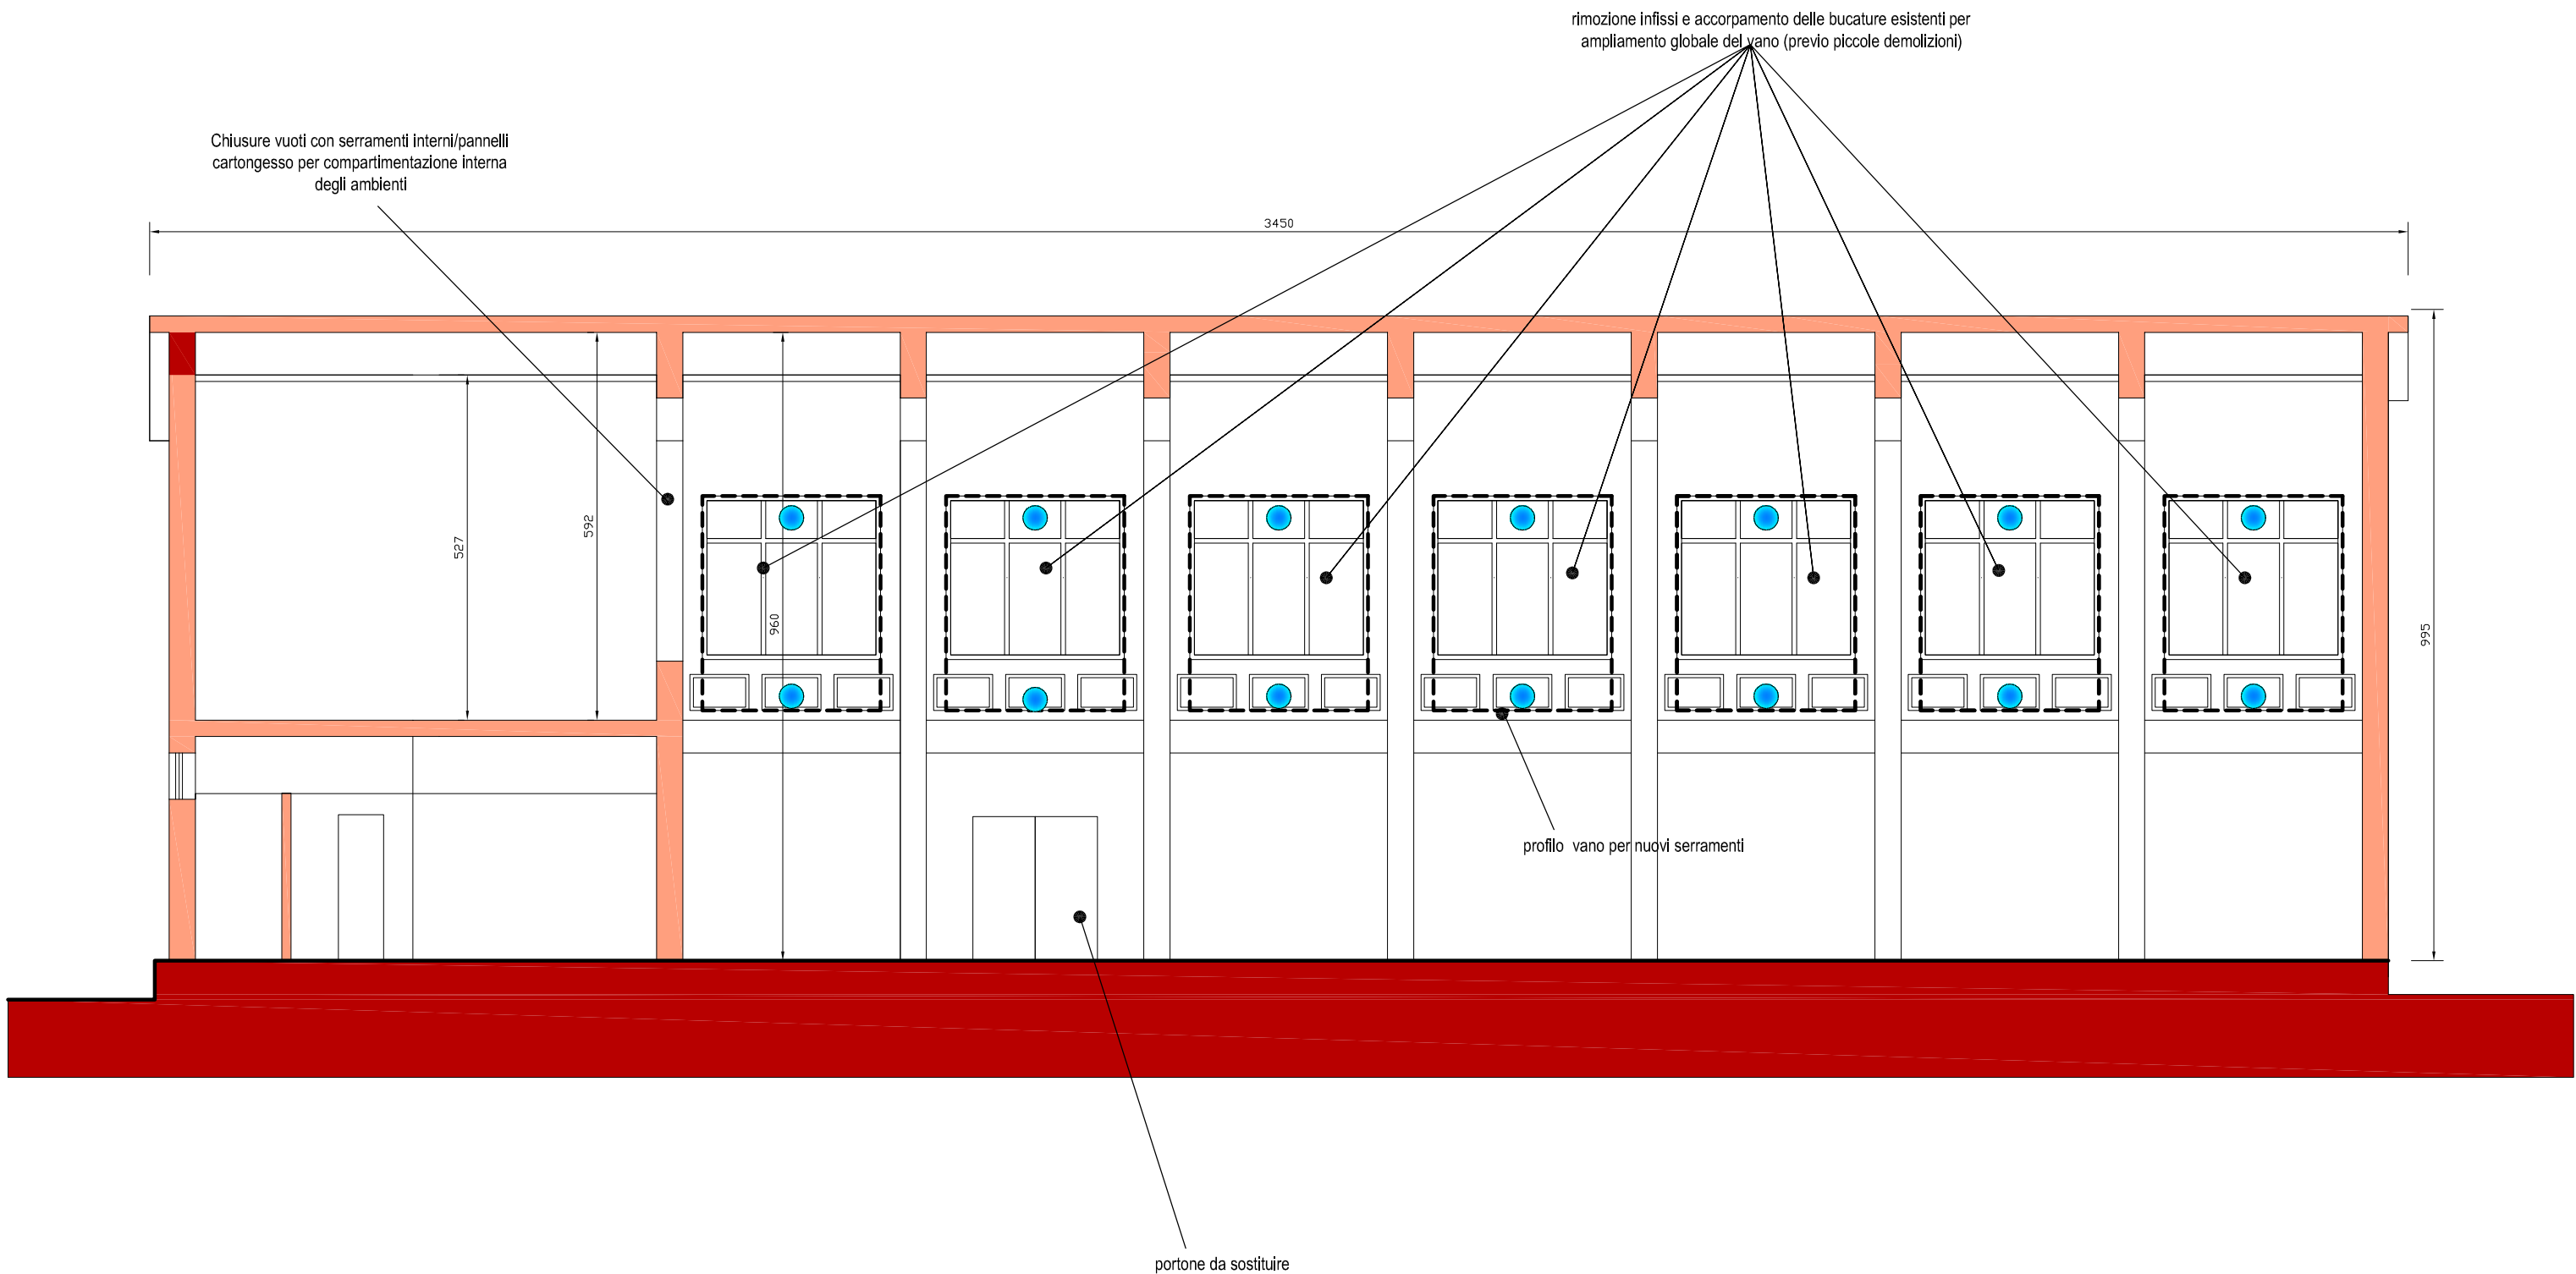 rimozione infissi e accorpamento delle bucature esistenti per
ampliamento globale del vano (previo piccole demolizioni)
Chiusure vuoti con serramenti interni/pannelli
cartongesso per compartimentazione interna
degli ambienti
3450
527
592
960
995
profilo  vano per nuovi serramenti
portone da sostituire